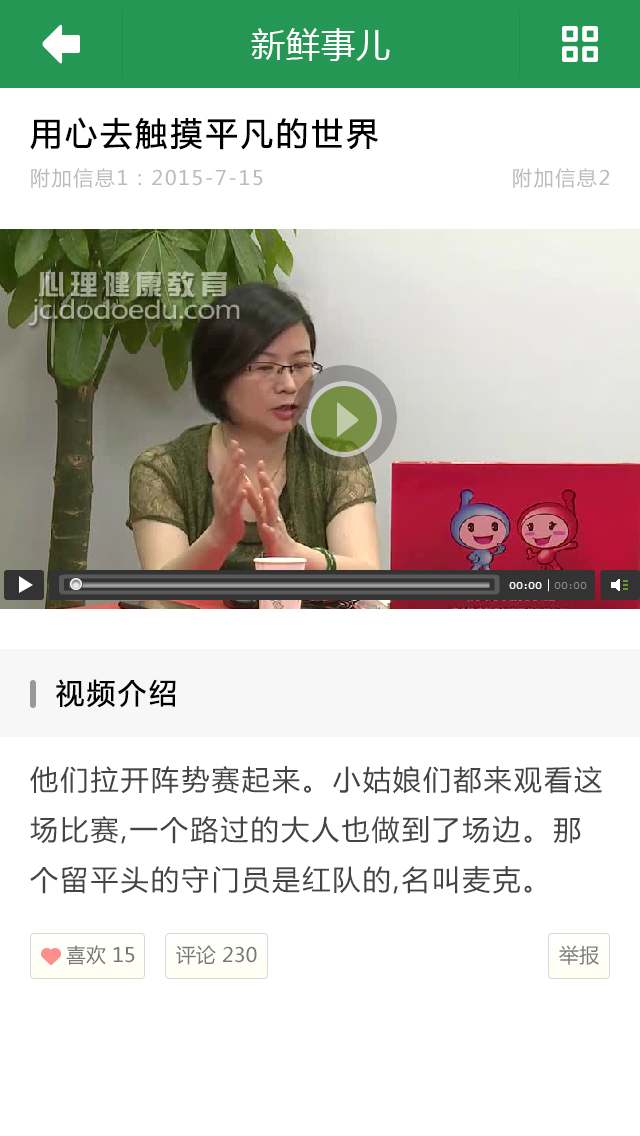 新鲜事儿
用心去触摸平凡的世界
附加信息1：2015-7-15 附加信息2
心理健康教育
jc.dodoedu.com
00:00 | 00:00
视频介绍
他们拉开阵势赛起来。小姑娘们都来观看这
场比赛,一个路过的大人也做到了场边。那
个留平头的守门员是红队的,名叫麦克。
喜欢 15 评论 230 举报